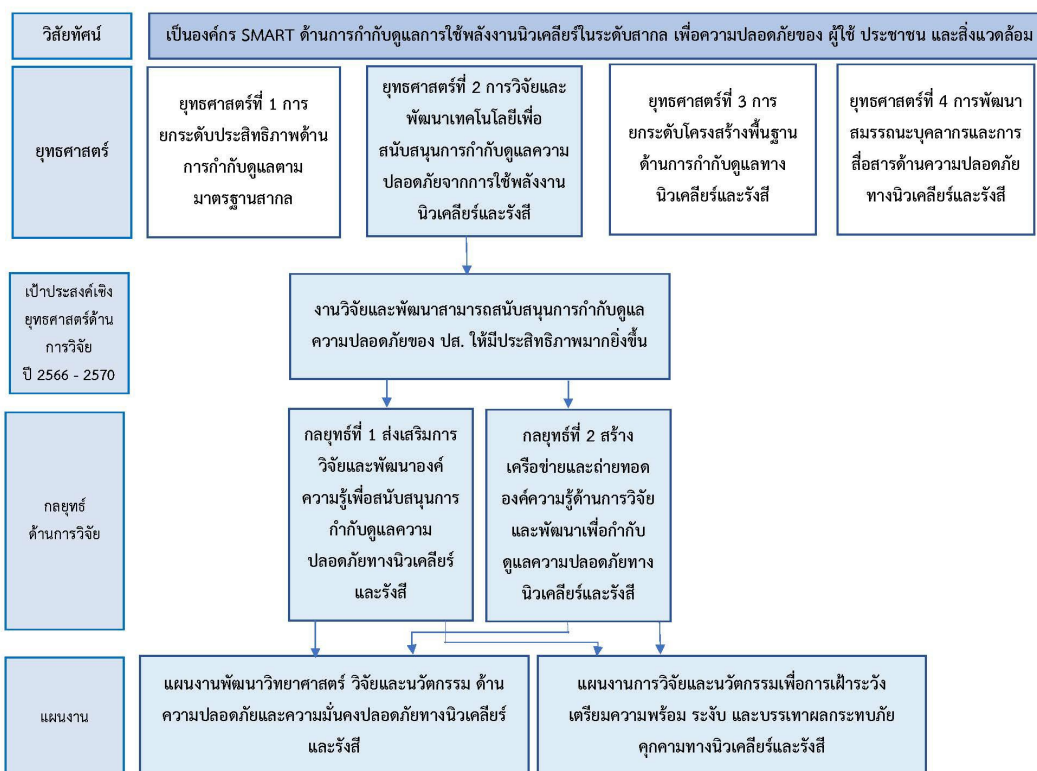 วิสัยทัศน์
เป็นองค์กร SMART ด้านการกำกับดูแลการใช้พลังงานนิวเคลียร์ในระดับสากล เพื่อความปลอดภัยของ ผู้ใช้ ประชาชน และสิ่งแวดล้อม
ยุทธศาสตร์
ยุทธศาสตร์ที่ 1 การ
ยกระดับประสิทธิภาพด้าน
การกำกับดูแลตาม
มาตรฐานสากล
ยุทธศาสตร์ที่ 2 การวิจัยและ
พัฒนาเทคโนโลยีเพื่อ
สนับสนุนการกำกับดูแลความ
ปลอดภัยจากการใช้พลังงาน
นิวเคลียร์และรังสี
ยุทธศาสตร์ที่ 3 การ
ยกระดับโครงสร้างพื้นฐาน
ด้านการกำกับดูแลทาง
นิวเคลียร์และรังสี
ยุทธศาสตร์ที่ 4 การพัฒนา
สมรรถนะบุคลากรและการ
สื่อสารด้านความปลอดภัย
ทางนิวเคลียร์และรังสี
เป้าประสงค์เชิง
ยุทธศาสตร์ด้าน
การวิจัย
ปี 2566 - 2570
งานวิจัยและพัฒนาสามารถสนับสนุนการกำกับดูแล
ความปลอดภัยของ ปส. ให้มีประสิทธิภาพมากยิ่งขึ้น
กลยุทธ์
ด้านการวิจัย
กลยุทธ์ที่ 1 ส่งเสริมการ
วิจัยและพัฒนาองค์
ความรู้เพื่อสนับสนุนการ
กำกับดูแลความ
ปลอดภัยทางนิวเคลียร์
และรังสี
กลยุทธ์ที่ 2 สร้าง
เครือข่ายและถ่ายทอด
องค์ความรู้ด้านการวิจัย
และพัฒนาเพื่อกำกับ
ดูแลความปลอดภัยทาง
นิวเคลียร์และรังสี
แผนงาน
แผนงานพัฒนาวิทยาศาสตร์ วิจัยและนวัตกรรม ด้าน
ความปลอดภัยและความมั่นคงปลอดภัยทางนิวเคลียร์
และรังสี
แผนงานการวิจัยและนวัตกรรมเพื่อการเฝ้าระวัง
เตรียมความพร้อม ระงับ และบรรเทาผลกระทบภัย
คุกคามทางนิวเคลียร์และรังสี